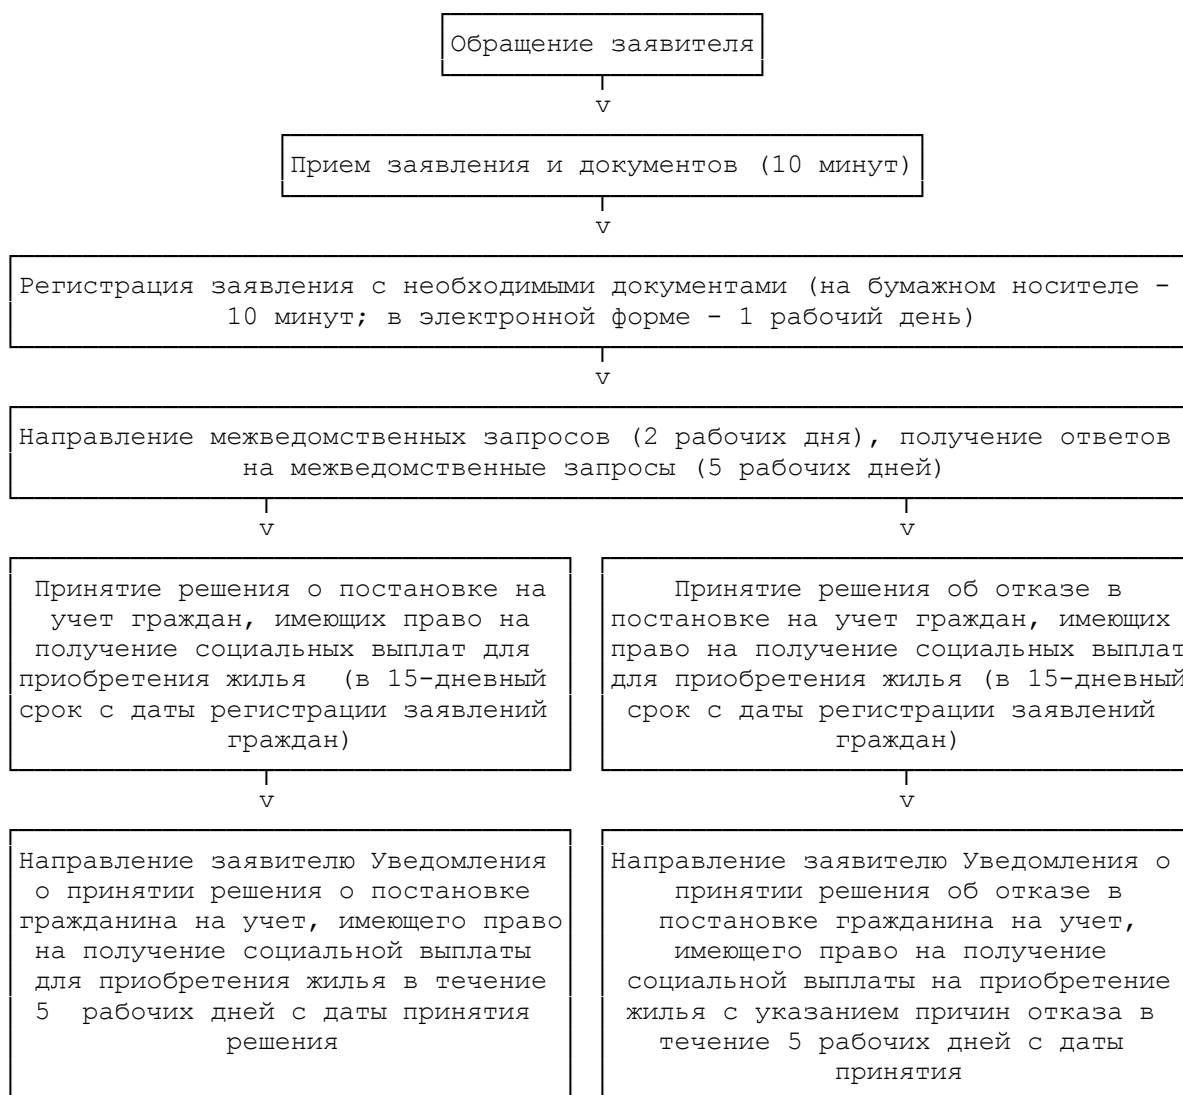 Обращение заявителя
v
Прием заявления и документов (10 минут)
v
Регистрация заявления с необходимыми документами (на бумажном носителе -
10 минут; в электронной форме - 1 рабочий день)
v
Направление межведомственных запросов (2 рабочих дня), получение ответов
на межведомственные запросы (5 рабочих дней)
v
v
Принятие решения о постановке на
учет граждан, имеющих право на
получение социальных выплат для
приобретения жилья (в 15-дневный
срок с даты регистрации заявлений
граждан)
Принятие решения об отказе в
постановке на учет граждан, имеющих
право на получение социальных выплат
для приобретения жилья (в 15-дневный
срок с даты регистрации заявлений
граждан)
v
v
Направление заявителю Уведомления
о принятии решения о постановке
гражданина на учет, имеющего право
на получение социальной выплаты
для приобретения жилья в течение
5 рабочих дней с даты принятия
решения
Направление заявителю Уведомления о
принятии решения об отказе в
постановке гражданина на учет,
имеющего право на получение
социальной выплаты на приобретение
жилья с указанием причин отказа в
течение 5 рабочих дней с даты
принятия